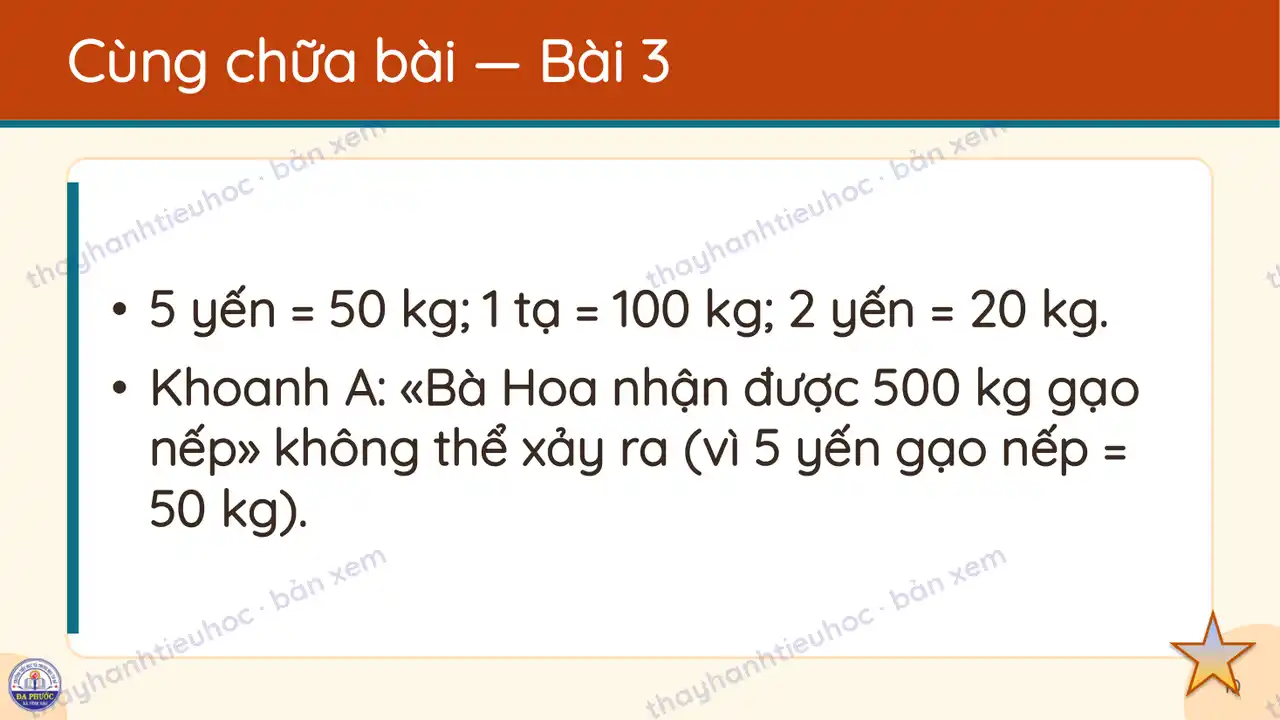 Cùng chữa bài — Bài 3
• 5 yến = 50 kg; 1 tạ = 100 kg; 2 yến = 20 kg.
• Khoanh A: «Bà Hoa nhận được 500 kg gạo
nếp» không thể xảy ra (vì 5 yến gạo nếp =
50 kg).
thayhanhtieuhoc · bản xem
thayhanhtieuhoc · bản xem
thayhanhtieuhoc · bản xem
thayhanhtieuhoc · bản xem
ĐA PHƯỚC